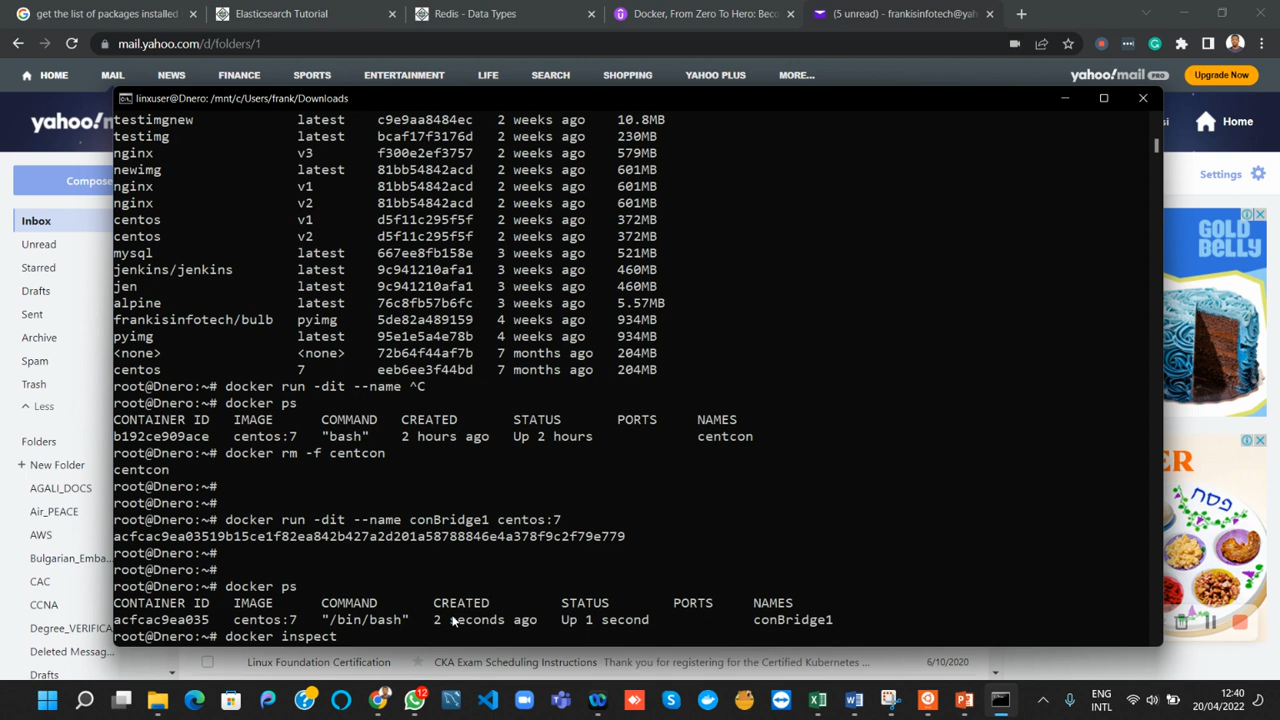 get the list of packages installed
Elasticsearch Tutorial
Redis - Data Types
Docker, From Zero To Hero: Bec
(5 unread) - frankisinfotech@yah
mail.yahoo.com/d/folders/1
HOME MAIL NEWS FINANCE SPORTS ENTERTAINMENT LIFE SEARCH SHOPPING YAHOO PLUS MORE...
yahoo!mail PRO
Upgrade Now
linxuser@Dnero: /mnt/c/Users/frank/Downloads
yahoo!
Home
Compose
Settings
Inbox
Unread
Starred
Drafts
Sent
Archive
Spam
Trash
Less
Folders
New Folder
AGALI_DOCS
Air_PEACE
AWS
Bulgarian_Emba...
CAC
CCNA
Degree_VERIFICA
Development
Drafts
testimgnew latest c9e9aa8484ec 2 weeks ago 10.8MB
testimg latest bcaf17f3176d 2 weeks ago 230MB
nginx v3 f300e2ef3757 2 weeks ago 579MB
newimg latest 81bb54842acd 2 weeks ago 601MB
nginx v1 81bb54842acd 2 weeks ago 601MB
nginx v2 81bb54842acd 2 weeks ago 601MB
centos v1 d5f11c295f5f 2 weeks ago 372MB
centos v2 d5f11c295f5f 2 weeks ago 372MB
mysql latest 667ee8fb158e 3 weeks ago 521MB
jenkins/jenkins latest 9c941210afa1 3 weeks ago 460MB
jen latest 9c941210afa1 3 weeks ago 460MB
alpine latest 76c8fb57b6fc 3 weeks ago 5.57MB
frankisinfotech/bulb pyimg 5de82a489159 4 weeks ago 934MB
pyimg latest 95e1e5a4e78b 4 weeks ago 934MB
<none> <none> 72b64f44af7b 7 months ago 204MB
centos 7 eeb6ee3f44bd 7 months ago 204MB
root@Dnero:~# docker run -dit --name ^C
root@Dnero:~# docker ps
CONTAINER ID IMAGE COMMAND CREATED STATUS PORTS NAMES
b192ce909ace centos:7 "bash" 2 hours ago Up 2 hours centcon
root@Dnero:~# docker rm -f centcon
centcon
root@Dnero:~#
root@Dnero:~#
root@Dnero:~# docker run -dit --name conBridge1 centos:7
acfcac9ea03519b15ce1f82ea842b427a2d201a58788846e4a378f9c2f79e779
root@Dnero:~#
root@Dnero:~#
root@Dnero:~# docker ps
CONTAINER ID IMAGE COMMAND CREATED STATUS PORTS NAMES
acfcac9ea035 centos:7 "/bin/bash" 2 seconds ago Up 1 second conBridge1
root@Dnero:~# docker inspect
GOLD
BELLY
ER
Linux Foundation Certification CKA Exam Scheduling Instructions Thank you for registering for the Certified Kubernetes ... 6/10/2020
12
ENG
INTL
12:40
20/04/2022